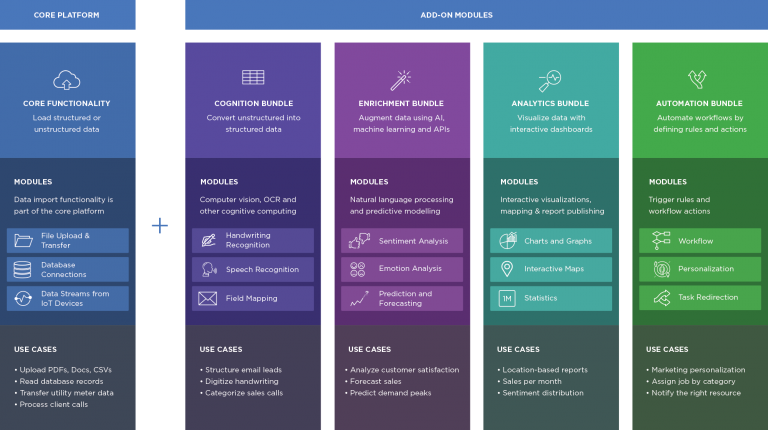 CORE PLATFORM
ADD-ON MODULES
CORE FUNCTIONALITY
Load structured or
unstructured data
MODULES
Data import functionality is
part of the core platform
File Upload &
Transfer
Database
Connections
Data Streams from
IoT Devices
USE CASES
• Upload PDFs, Docs, CSVs
• Read database records
• Transfer utility meter data
• Process client calls
+
COGNITION BUNDLE
Convert unstructured into
structured data
MODULES
Computer vision, OCR and
other cognitive computing
Handwriting
Recognition
Speech Recognition
Field Mapping
USE CASES
• Structure email leads
• Digitize handwriting
• Categorize sales calls
ENRICHMENT BUNDLE
Augment data using AI,
machine learning and APIs
MODULES
Natural language processing
and predictive modelling
Sentiment Analysis
Emotion Analysis
Prediction and
Forecasting
USE CASES
• Analyze customer satisfaction
• Forecast sales
• Predict demand peaks
ANALYTICS BUNDLE
Visualize data with
interactive dashboards
MODULES
Interactive visualizations,
mapping & report publishing
Charts and Graphs
Interactive Maps
1M
Statistics
USE CASES
• Location-based reports
• Sales per month
• Sentiment distribution
AUTOMATION BUNDLE
Automate workflows by
defining rules and actions
MODULES
Trigger rules and
workflow actions
Workflow
Personalization
Task Redirection
USE CASES
• Marketing personalization
• Assign job by category
• Notify the right resource